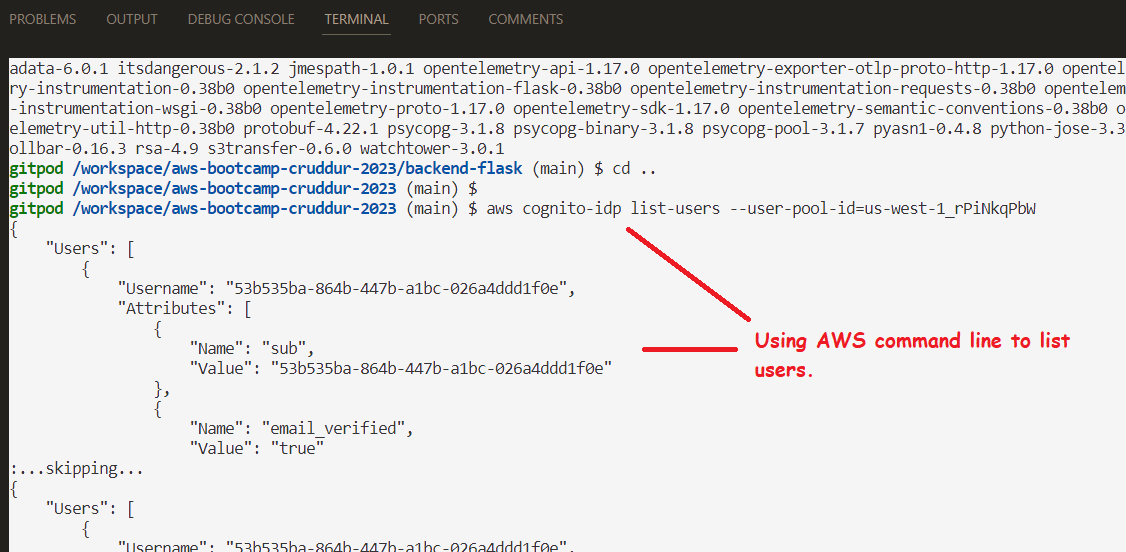 PROBLEMS OUTPUT DEBUG CONSOLE TERMINAL PORTS COMMENTS
adata-6.0.1 itsdangerous-2.1.2 jmespath-1.0.1 opentelemetry-api-1.17.0 opentelemetry-exporter-otlp-proto-http-1.17.0 opentel
ry-instrumentation-0.38b0 opentelemetry-instrumentation-flask-0.38b0 opentelemetry-instrumentation-requests-0.38b0 opentelem
-instrumentation-wsgi-0.38b0 opentelemetry-proto-1.17.0 opentelemetry-sdk-1.17.0 opentelemetry-semantic-conventions-0.38b0 o
elemetry-util-http-0.38b0 protobuf-4.22.1 psycopg-3.1.8 psycopg-binary-3.1.8 psycopg-pool-3.1.7 pyasn1-0.4.8 python-jose-3.3
ollbar-0.16.3 rsa-4.9 s3transfer-0.6.0 watchtower-3.0.1
gitpod /workspace/aws-bootcamp-cruddur-2023/backend-flask (main) $ cd ..
gitpod /workspace/aws-bootcamp-cruddur-2023 (main) $
gitpod /workspace/aws-bootcamp-cruddur-2023 (main) $ aws cognito-idp list-users --user-pool-id=us-west-1_rPiNkqPbW
{
"Users": [
{
"Username": "53b535ba-864b-447b-a1bc-026a4ddd1f0e",
"Attributes": [
{
"Name": "sub",
"Value": "53b535ba-864b-447b-a1bc-026a4ddd1f0e"
},
{
"Name": "email_verified",
"Value": "true"
:...skipping...
{
"Users": [
{
"Username": "53b535ba-864b-447b-a1bc-026a4ddd1f0e",
Using AWS command line to list
users.